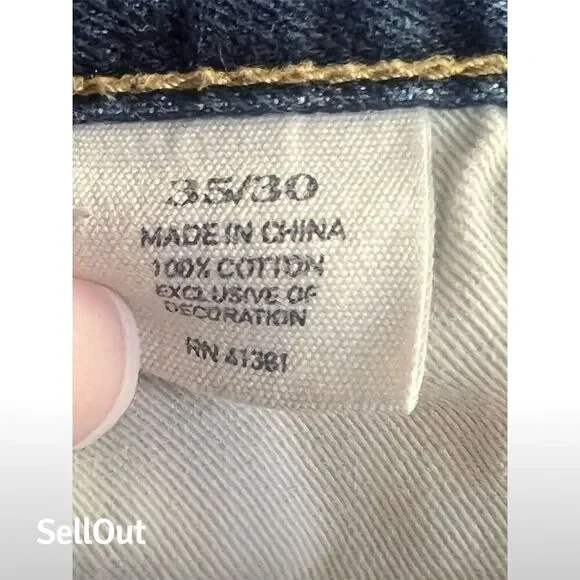 35/30
MADE IN CHINA
100% COTTON
EXCLUSIVE OF
DECORATION
RN 41381
SellOut